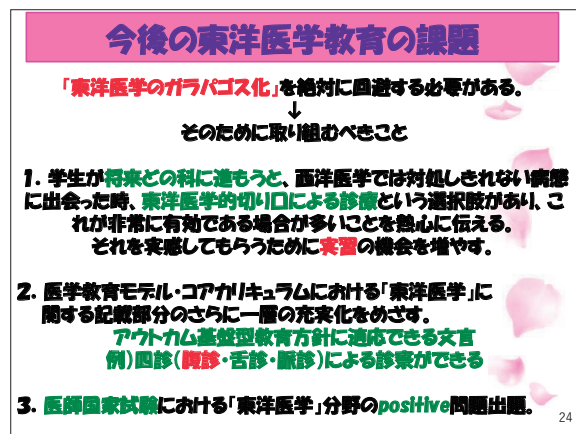 今後の東洋医学教育の課題
「東洋医学のガラパゴス化」を絶対に回避する必要がある。
↓
そのために取り組むべきこと
1. 学生が将来どの科に進もうと、西洋医学では対処しきれない病態
に出会った時、東洋医学的切り口による診療という選択肢があり、こ
れが非常に有効である場合が多いことを熱心に伝える。
それを実感してもらうために実習の機会を増やす。
2. 医学教育モデル・コアカリキュラムにおける「東洋医学」に
関する記載部分のさらに一層の充実化をめざす。
アウトカム基盤型教育方針に適応できる文言
例)四診(腹診・舌診・脈診)による診察ができる
3. 医師国家試験における「東洋医学」分野のpositive問題出題。
24